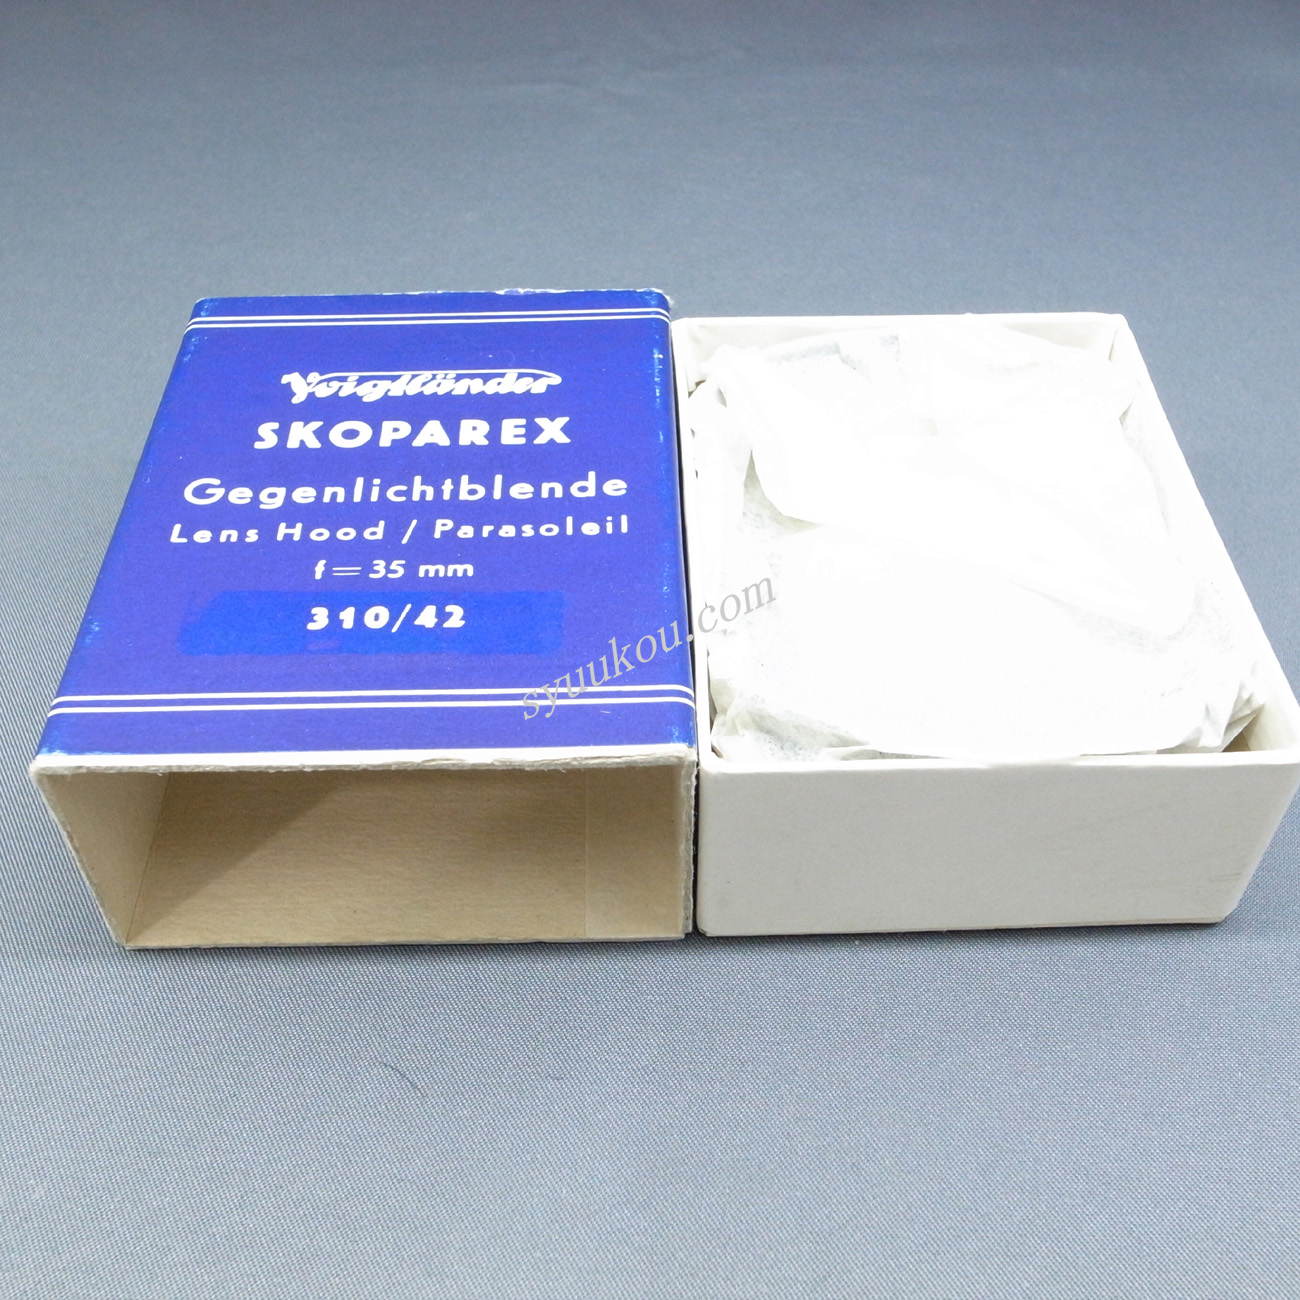 Voigtländer
SKOPAREX
Gegenlichtblende
Lens Hood / Parasoleil
f=35 mm
310/42
syuukou.com